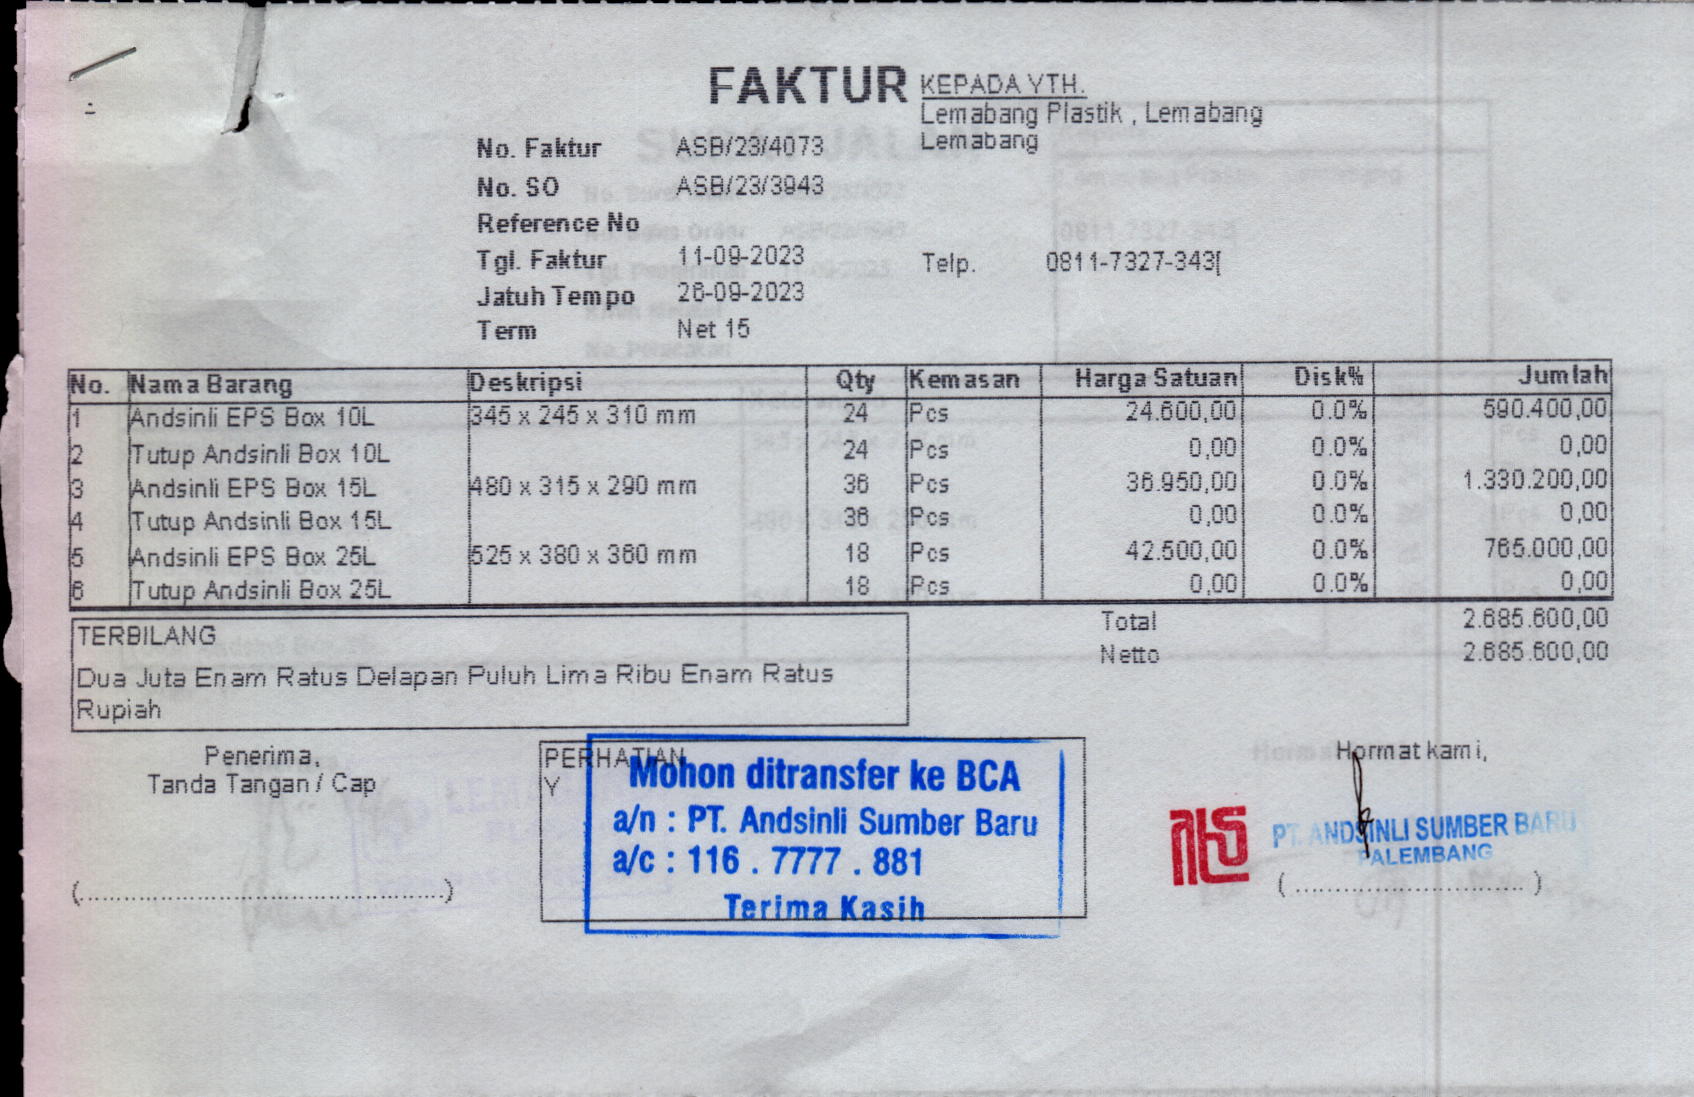 FAKTUR
KEPADA YTH.
Lemabang Plastik , Lemabang
Lemabang
No. Faktur ASB/23/4073
No. SO ASB/23/3943
Reference No
Tgl. Faktur 11-09-2023
Telp. 0811-7327-343[
Jatuh Tempo 26-09-2023
Term Net 15
No. Nama Barang Deskripsi Qty Kemasan Harga Satuan Disk% Jumlah
1 Andsinli EPS Box 10L 345 x 245 x 310 mm 24 Pcs 24.600,00 0.0% 590.400,00
2 Tutup Andsinli Box 10L 24 Pcs 0,00 0.0% 0,00
3 Andsinli EPS Box 15L 480 x 315 x 290 mm 36 Pcs 36.950,00 0.0% 1.330.200,00
4 Tutup Andsinli Box 15L 36 Pcs 0,00 0.0% 0,00
5 Andsinli EPS Box 25L 525 x 380 x 360 mm 18 Pcs 42.500,00 0.0% 765.000,00
6 Tutup Andsinli Box 25L 18 Pcs 0,00 0.0% 0,00
Total 2.685.600,00
Netto 2.685.600,00
TERBILANG
Dua Juta Enam Ratus Delapan Puluh Lima Ribu Enam Ratus
Rupiah
Penerima,
Tanda Tangan / Cap
(..............................................)
PERHATIAN
Y
Mohon ditransfer ke BCA
a/n : PT. Andsinli Sumber Baru
a/c : 116 . 7777 . 881
Terima Kasih
Hormat kami,
PT. ANDSINLI SUMBER BARU
PALEMBANG
( ............................. )